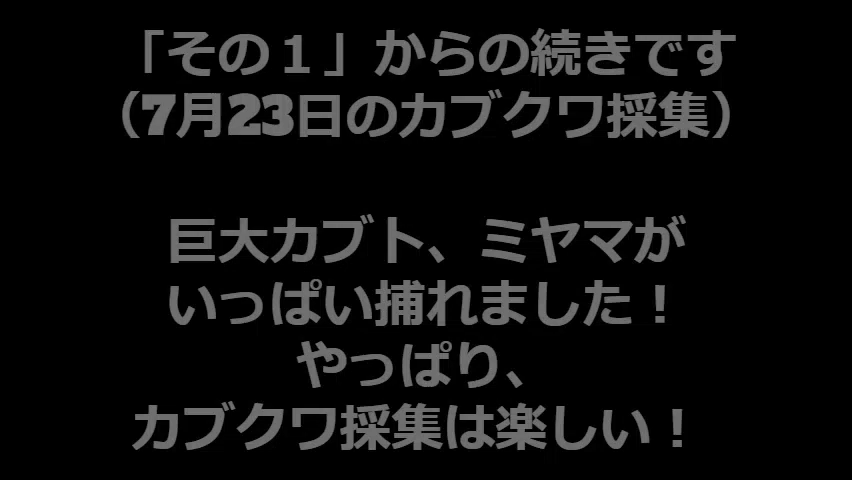 「その１」からの続きです
（7月23日のカブクワ採集）
巨大カブト、ミヤマが
いっぱい捕れました！
やっぱり、
カブクワ採集は楽しい！